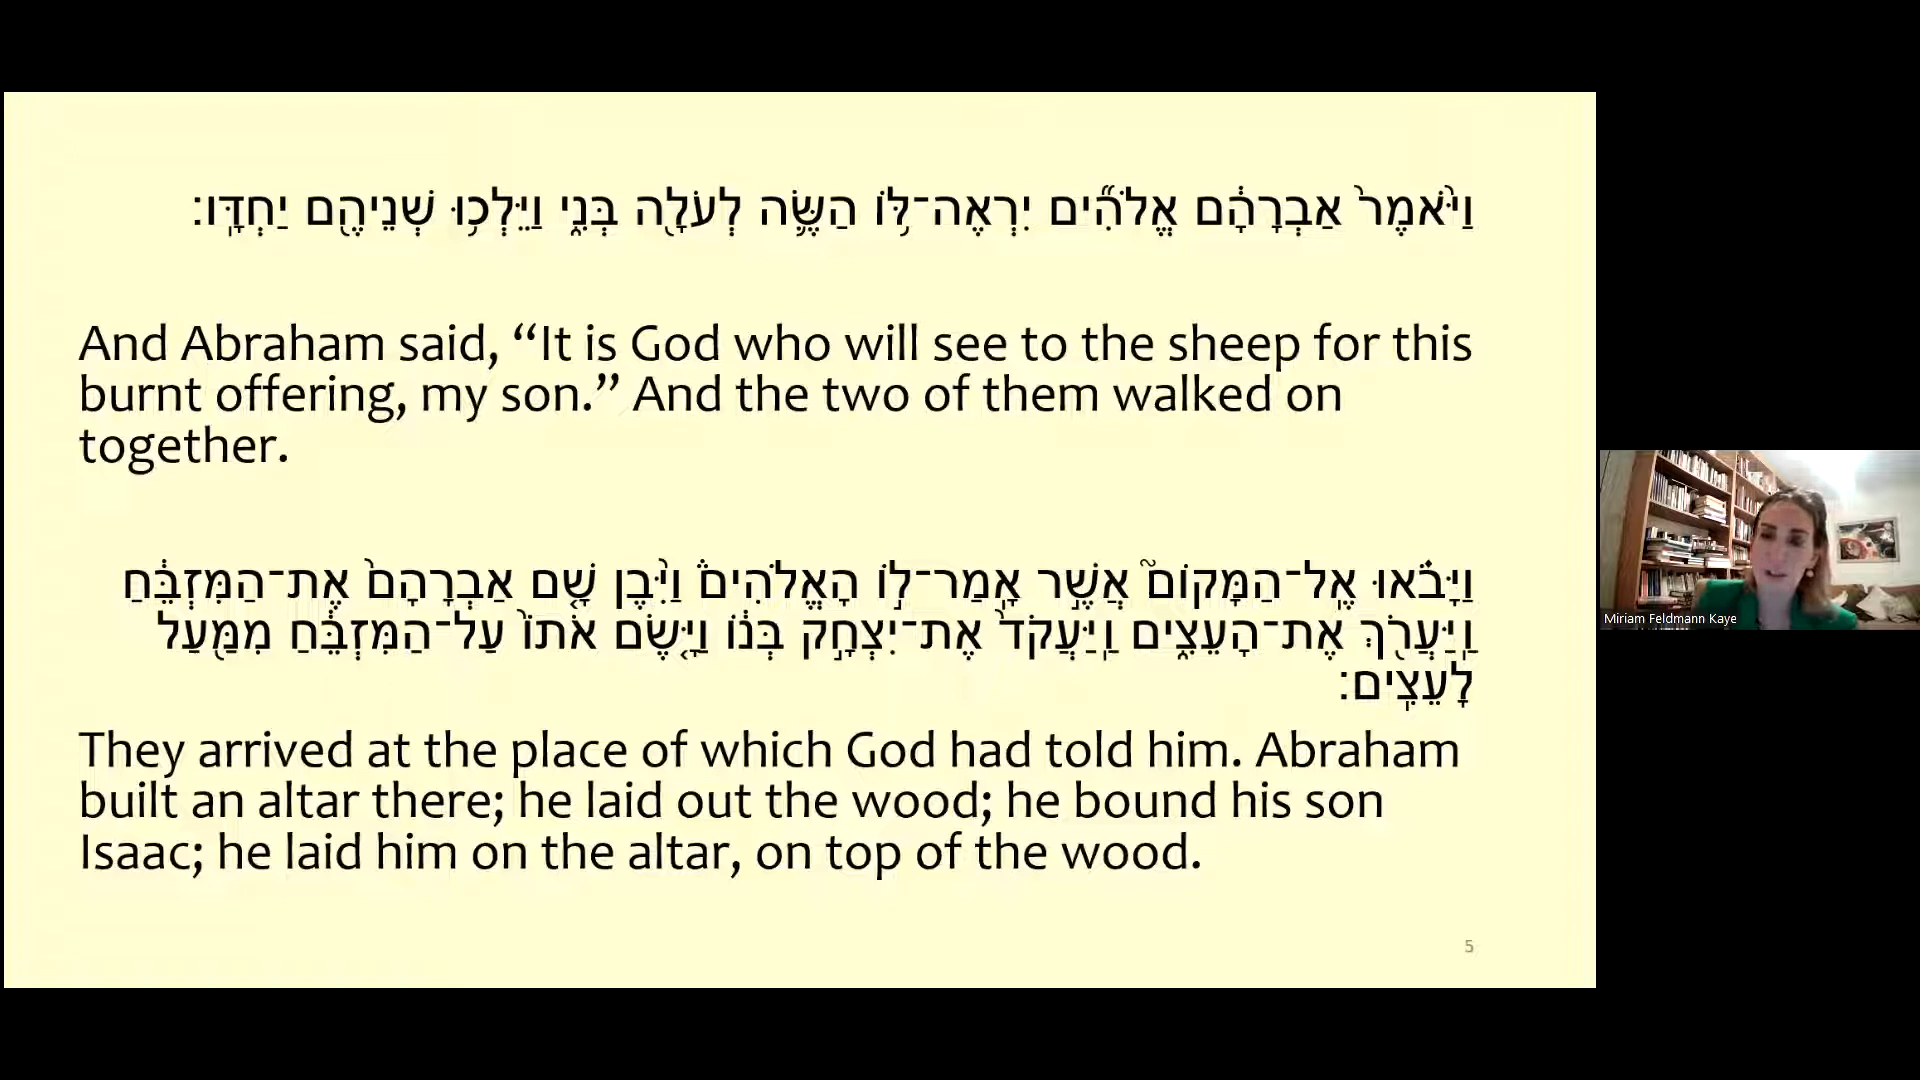 וַיֹּ֙אמֶר֙ אַבְרָהָ֔ם אֱלֹהִ֞ים יִרְאֶה־לּ֥וֹ הַשֶּׂ֛ה לְעֹלָ֖ה בְּנִ֑י וַיֵּלְכ֥וּ שְׁנֵיהֶ֖ם יַחְדָּֽו׃
And Abraham said, “It is God who will see to the sheep for this
burnt offering, my son.” And the two of them walked on
together.
וַיָּבֹ֗אוּ אֶֽל־הַמָּקוֹם֮ אֲשֶׁ֣ר אָֽמַר־ל֣וֹ הָאֱלֹהִים֒ וַיִּ֨בֶן שָׁ֤ם אַבְרָהָם֙ אֶת־הַמִּזְבֵּ֔חַ
וַֽיַּעֲרֹ֖ךְ אֶת־הָעֵצִ֑ים וַֽיַּעֲקֹד֙ אֶת־יִצְחָ֣ק בְּנ֔וֹ וַיָּ֤שֶׂם אֹתוֹ֙ עַל־הַמִּזְבֵּ֔חַ מִמַּ֖עַל
לָעֵצִֽים׃
They arrived at the place of which God had told him. Abraham
built an altar there; he laid out the wood; he bound his son
Isaac; he laid him on the altar, on top of the wood.
5
Miriam Feldmann Kaye